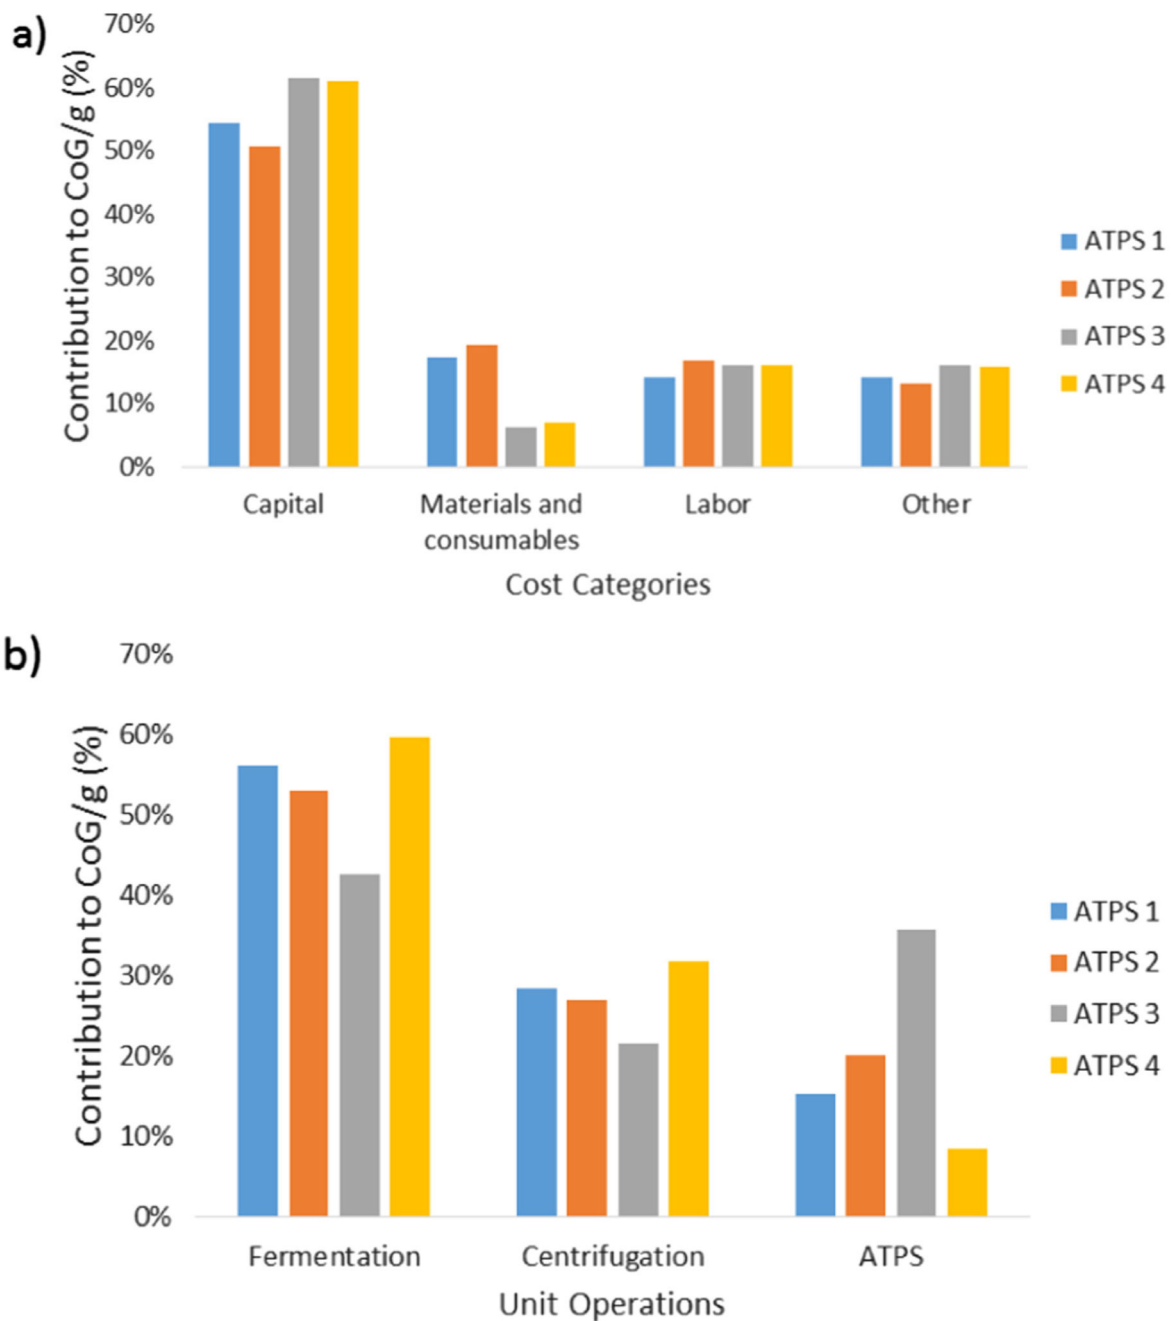 a)
Contribution to CoG/g (%)
70%
60%
50%
40%
30%
20%
10%
0%
Capital
Materials and
consumables
Labor
Other
Cost Categories
ATPS 1
ATPS 2
ATPS 3
ATPS 4
b)
Contribution to CoG/g (%)
70%
60%
50%
40%
30%
20%
10%
0%
Fermentation
Centrifugation
ATPS
Unit Operations
ATPS 1
ATPS 2
ATPS 3
ATPS 4